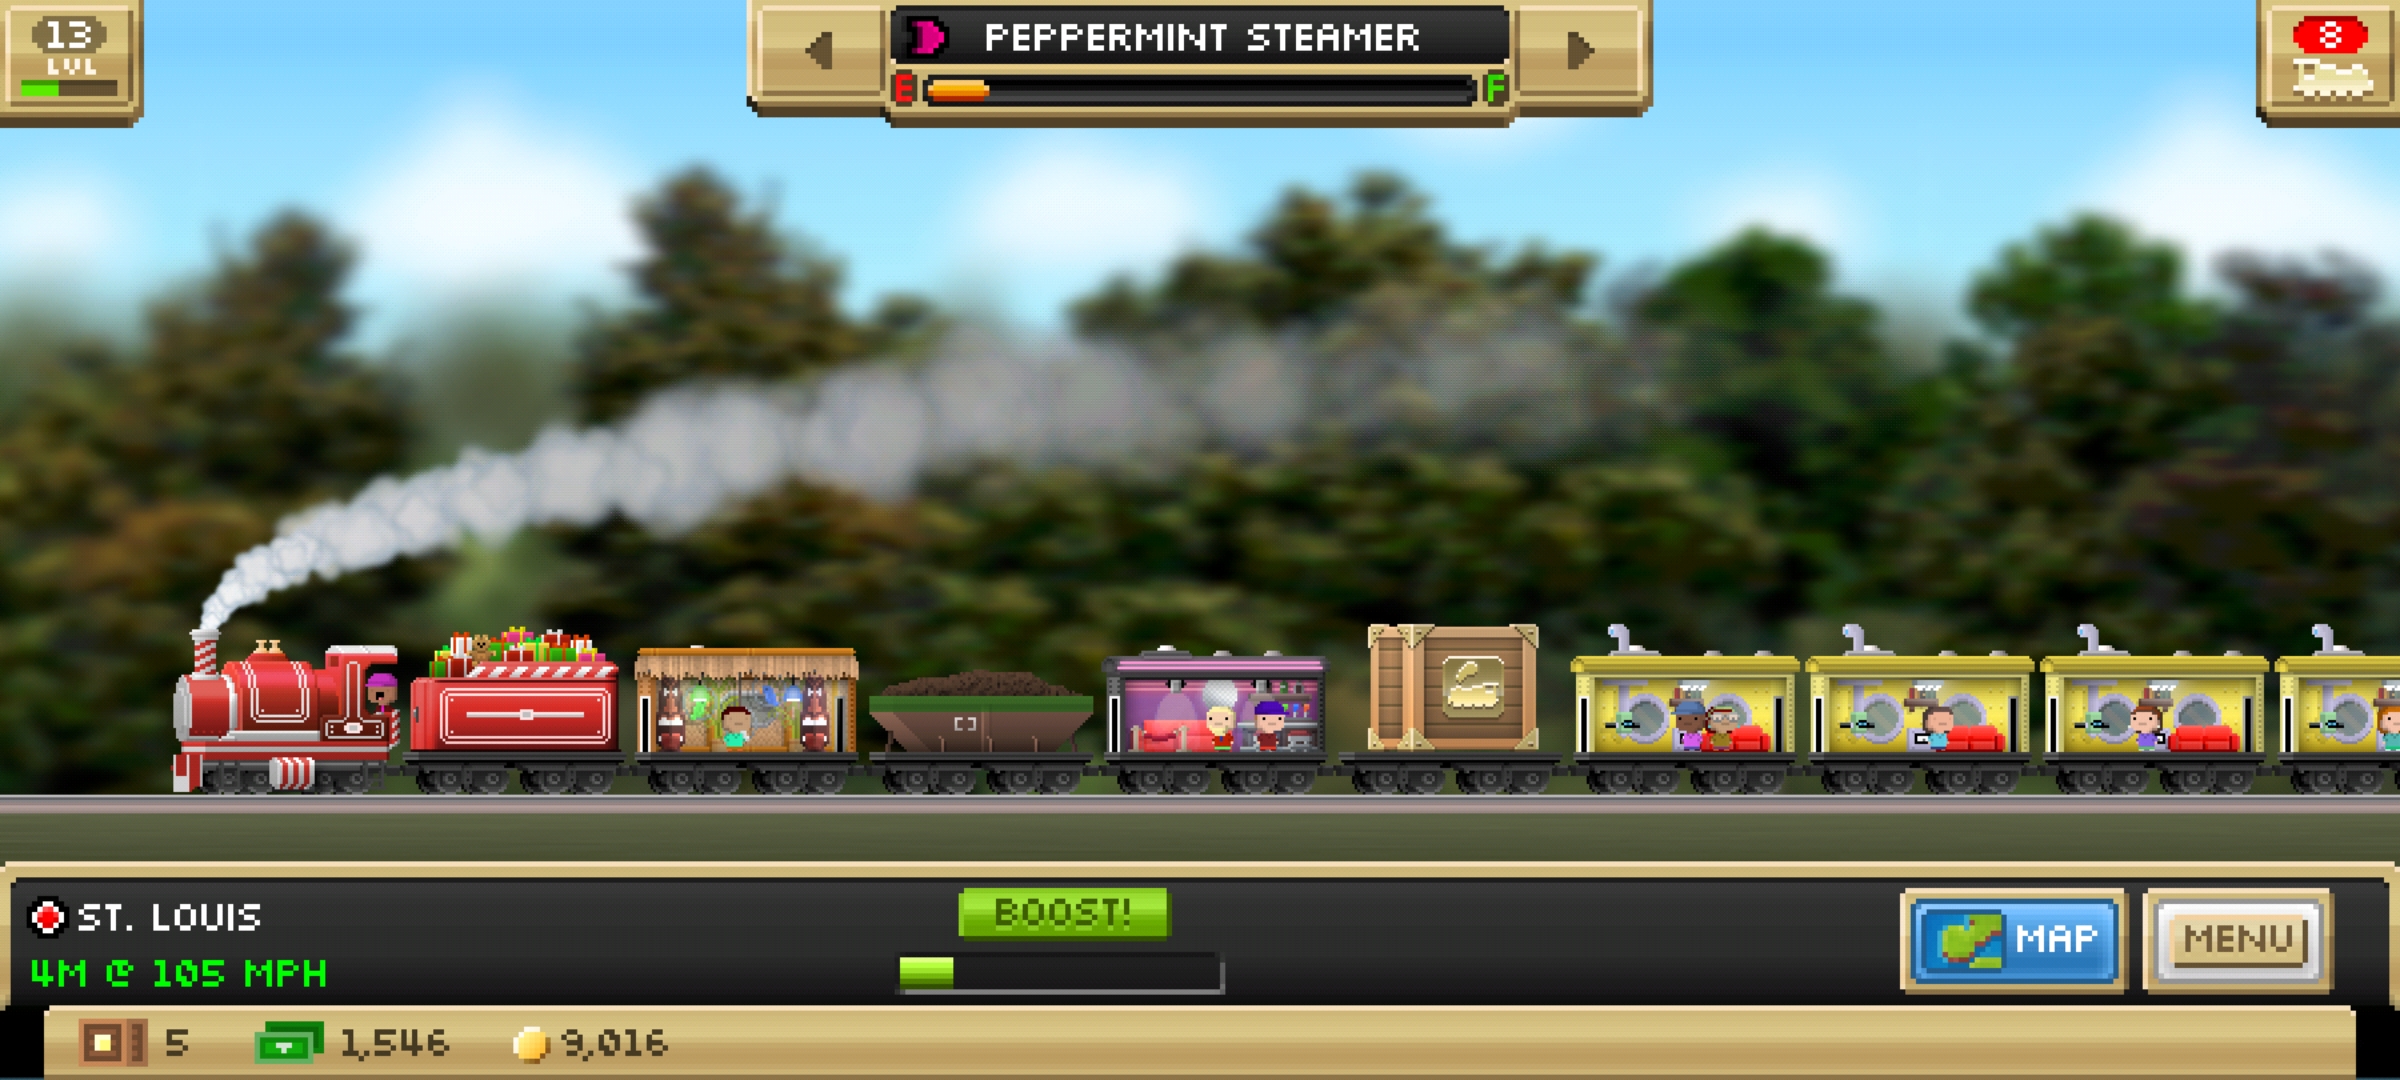 13
LVL
PEPPERMINT STEAMER
E F
8
ST. LOUIS
4M @ 105 MPH
BOOST!
MAP
MENU
5
1,546
9,016